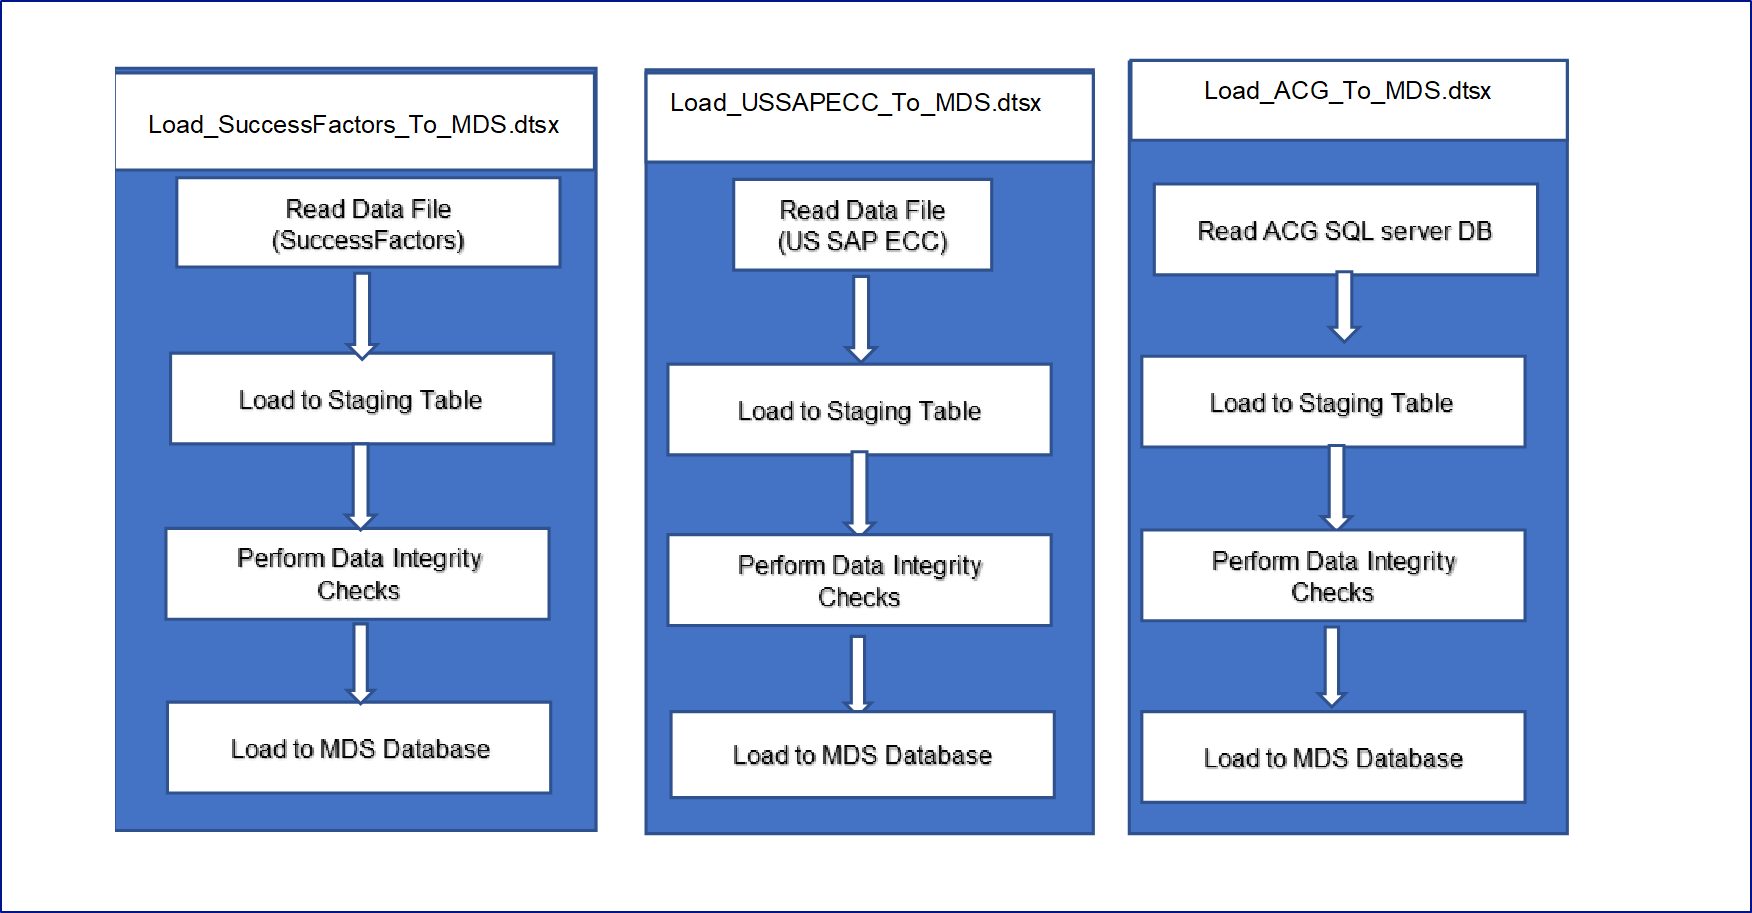 Load_SuccessFactors_To_MDS.dtsx
Read Data File
(SuccessFactors)
Load to Staging Table
Perform Data Integrity
Checks
Load to MDS Database
Load_USSAPECC_To_MDS.dtsx
Read Data File
(US SAP ECC)
Load to Staging Table
Perform Data Integrity
Checks
Load to MDS Database
Load_ACG_To_MDS.dtsx
Read ACG SQL server DB
Load to Staging Table
Perform Data Integrity
Checks
Load to MDS Database